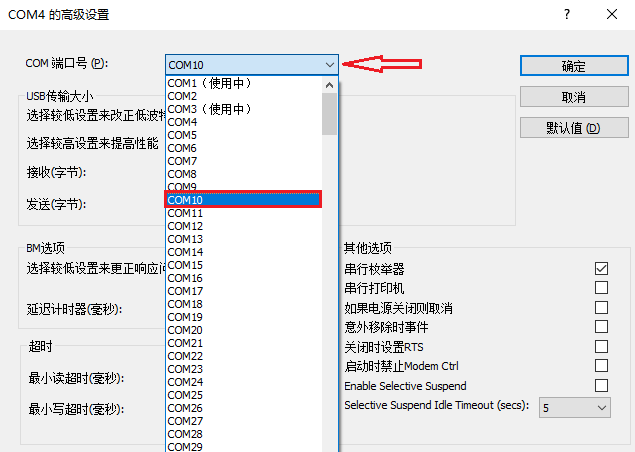 COM4 的高级设置
COM 端口号 (P):
COM10
确定
取消
默认值 (D)
USB传输大小
选择较低设置来改正低波特
选择较高设置来提高性能
接收(字节):
发送(字节):
BM选项
选择较低设置来更正响应问
延迟计时器(毫秒):
超时
最小读超时(毫秒):
最小写超时(毫秒):
COM1（使用中）
COM2
COM3（使用中）
COM4
COM5
COM6
COM7
COM8
COM9
COM10
COM11
COM12
COM13
COM14
COM15
COM16
COM17
COM18
COM19
COM20
COM21
COM22
COM23
COM24
COM25
COM26
COM27
COM28
COM29
其他选项
串行枚举器
串行打印机
如果电源关闭则取消
意外移除时事件
关闭时设置RTS
启动时禁止Modem Ctrl
Enable Selective Suspend
Selective Suspend Idle Timeout (secs):
5